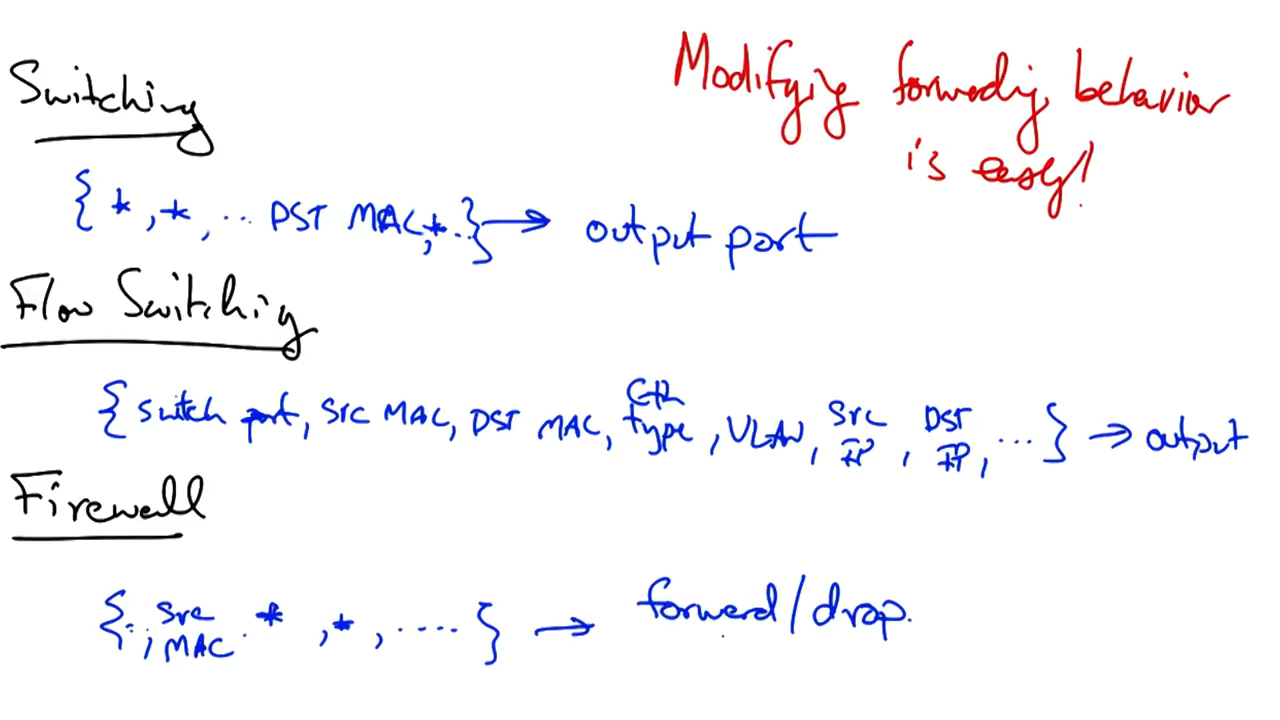 Switching
Modifying forwarding behavior
is easy!
{ *, *, ... DST MAC, *. } → output port
Flow Switching
{ switch port, SRC MAC, DST MAC, Eth type, VLAN, SRC IP, DST IP, ... } → output
Firewall
{ ., SRC MAC . * , *, .... } → forward/drop.